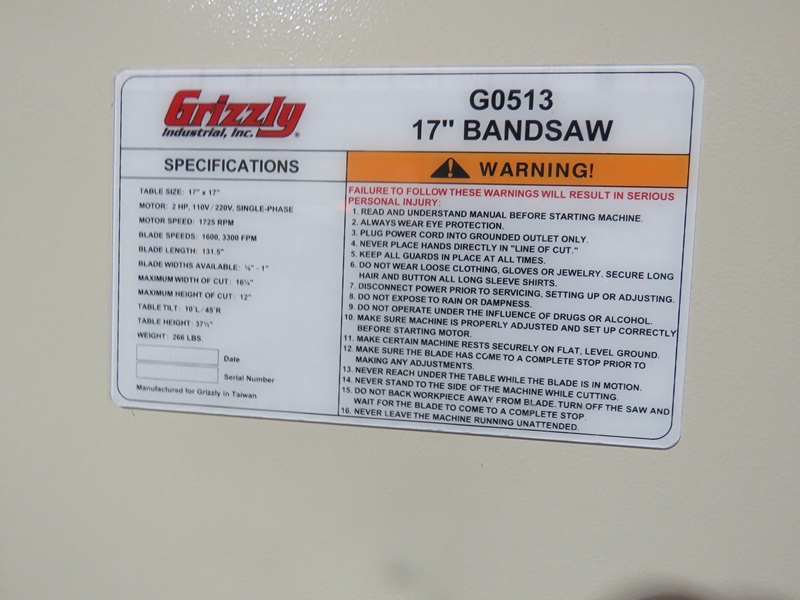 Grizzly
Industrial, Inc.®
G0513
17" BANDSAW
SPECIFICATIONS
TABLE SIZE: 17" x 17"
MOTOR: 2 HP, 110V / 220V, SINGLE-PHASE
MOTOR SPEED: 1725 RPM
BLADE SPEEDS: 1600, 3300 FPM
BLADE LENGTH: 131.5"
BLADE WIDTHS AVAILABLE: ⅛" - 1"
MAXIMUM WIDTH OF CUT: 16¼"
MAXIMUM HEIGHT OF CUT: 12"
TABLE TILT: 10°L / 45°R
TABLE HEIGHT: 37½"
WEIGHT: 266 LBS.
Date
Serial Number
Manufactured for Grizzly in Taiwan
WARNING!
FAILURE TO FOLLOW THESE WARNINGS WILL RESULT IN SERIOUS
PERSONAL INJURY:
1. READ AND UNDERSTAND MANUAL BEFORE STARTING MACHINE.
2. ALWAYS WEAR EYE PROTECTION.
3. PLUG POWER CORD INTO GROUNDED OUTLET ONLY.
4. NEVER PLACE HANDS DIRECTLY IN "LINE OF CUT."
5. KEEP ALL GUARDS IN PLACE AT ALL TIMES.
6. DO NOT WEAR LOOSE CLOTHING, GLOVES OR JEWELRY. SECURE LONG
HAIR AND BUTTON ALL LONG SLEEVE SHIRTS.
7. DISCONNECT POWER PRIOR TO SERVICING, SETTING UP OR ADJUSTING.
8. DO NOT EXPOSE TO RAIN OR DAMPNESS.
9. DO NOT OPERATE UNDER THE INFLUENCE OF DRUGS OR ALCOHOL.
10. MAKE SURE MACHINE IS PROPERLY ADJUSTED AND SET UP CORRECTLY
BEFORE STARTING MOTOR.
11. MAKE CERTAIN MACHINE RESTS SECURELY ON FLAT, LEVEL GROUND.
12. MAKE SURE THE BLADE HAS COME TO A COMPLETE STOP PRIOR TO
MAKING ANY ADJUSTMENTS.
13. NEVER REACH UNDER THE TABLE WHILE THE BLADE IS IN MOTION.
14. NEVER STAND TO THE SIDE OF THE MACHINE WHILE CUTTING.
15. DO NOT BACK WORKPIECE AWAY FROM BLADE. TURN OFF THE SAW AND
WAIT FOR THE BLADE TO COME TO A COMPLETE STOP.
16. NEVER LEAVE THE MACHINE RUNNING UNATTENDED.